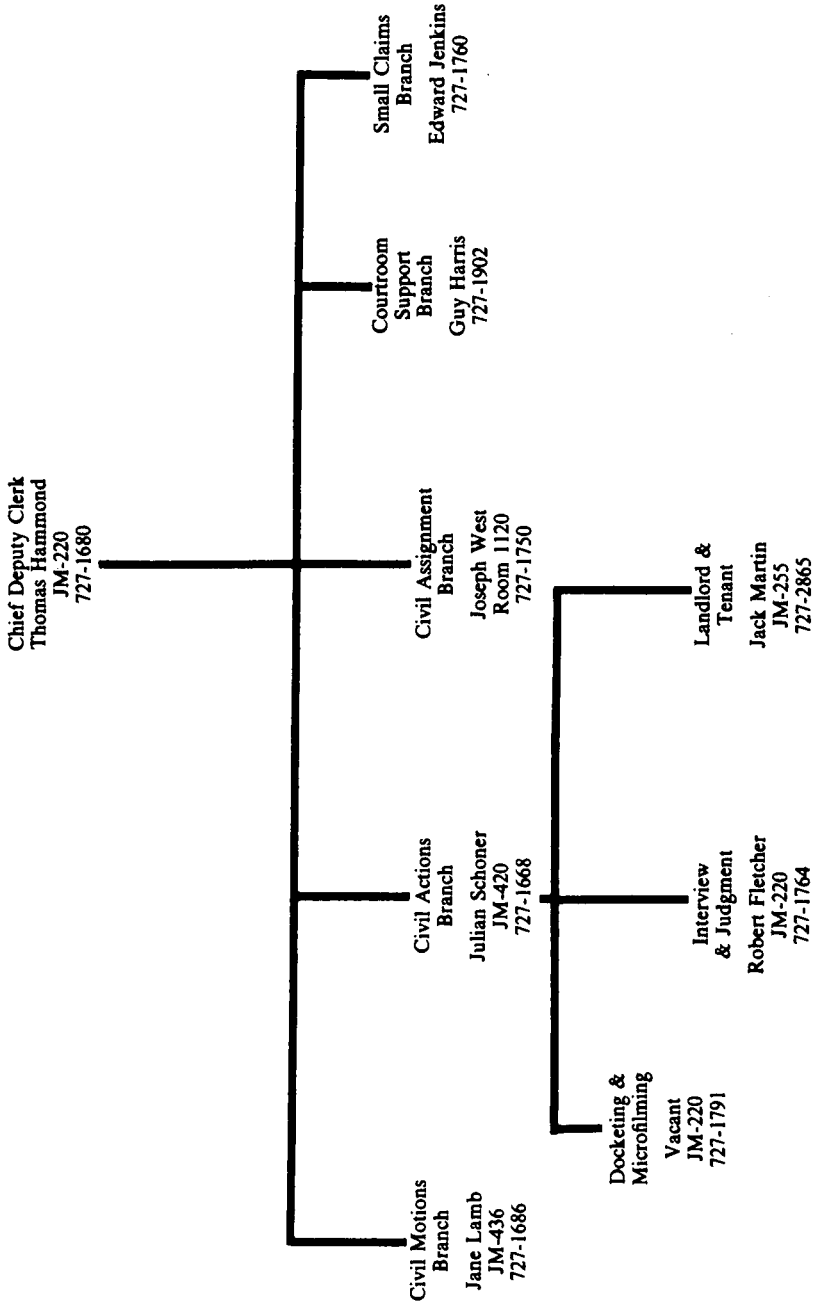 Chief Deputy Clerk
Thomas Hammond
JM-220
727-1680
Civil Motions
Branch
Jane Lamb
JM-436
727-1686
Civil Actions
Branch
Julian Schoner
JM-420
727-1668
Civil Assignment
Branch
Joseph West
Room 1120
727-1750
Courtroom
Support
Branch
Guy Harris
727-1902
Small Claims
Branch
Edward Jenkins
727-1760
Docketing &
Microfilming
Vacant
JM-220
727-1791
Interview
& Judgment
Robert Fletcher
JM-220
727-1764
Landlord &
Tenant
Jack Martin
JM-255
727-2865